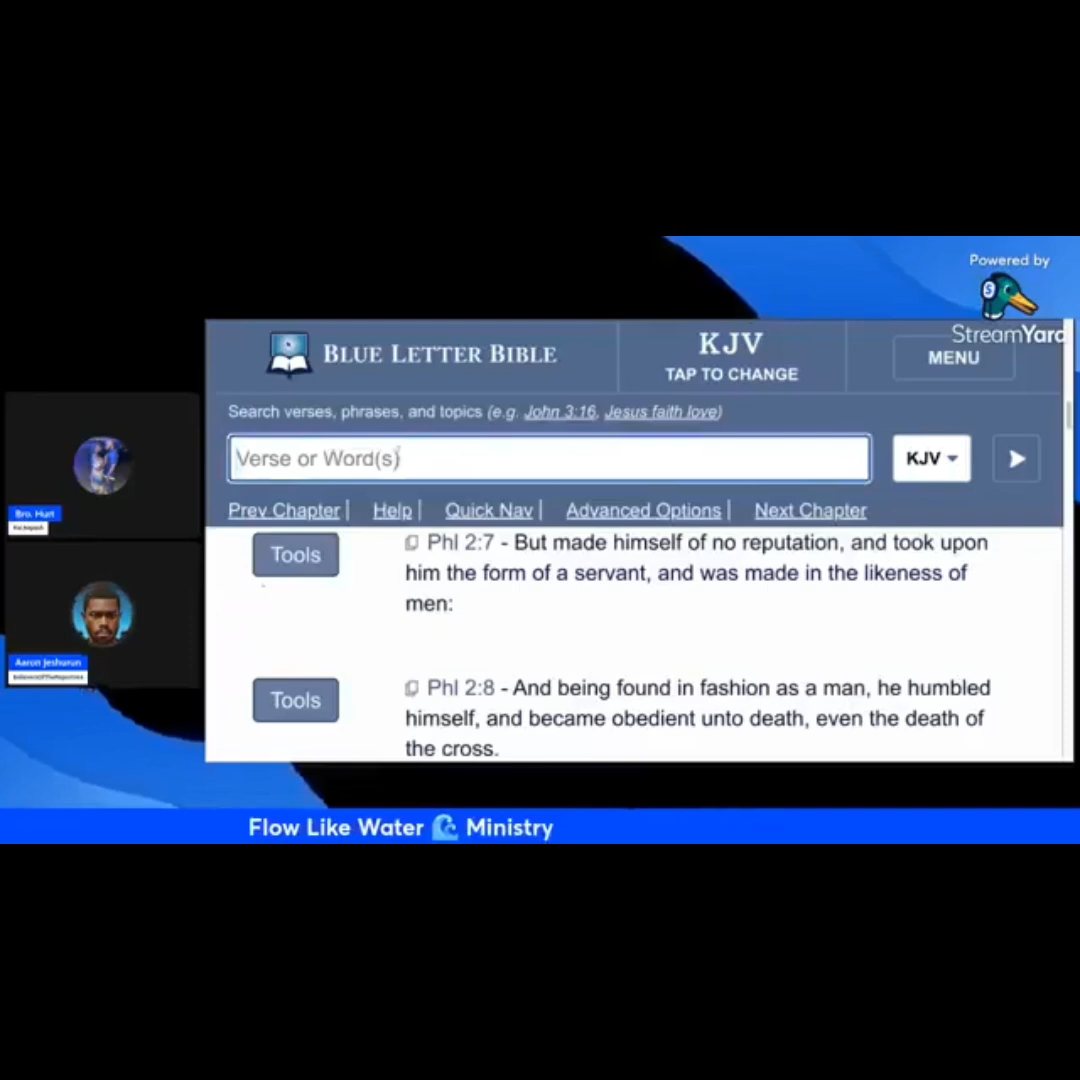 Powered by
StreamYard
BLUE LETTER BIBLE
KJV
TAP TO CHANGE
MENU
Search verses, phrases, and topics (e.g. John 3:16, Jesus faith love)
Verse or Word(s)
KJV
Prev Chapter |
Help |
Quick Nav |
Advanced Options |
Next Chapter
Tools
Phl 2:7 - But made himself of no reputation, and took upon
him the form of a servant, and was made in the likeness of
men:
Tools
Phl 2:8 - And being found in fashion as a man, he humbled
himself, and became obedient unto death, even the death of
the cross.
Bro. Hurt
Aaron Jeshurun
Flow Like Water 🌊 Ministry